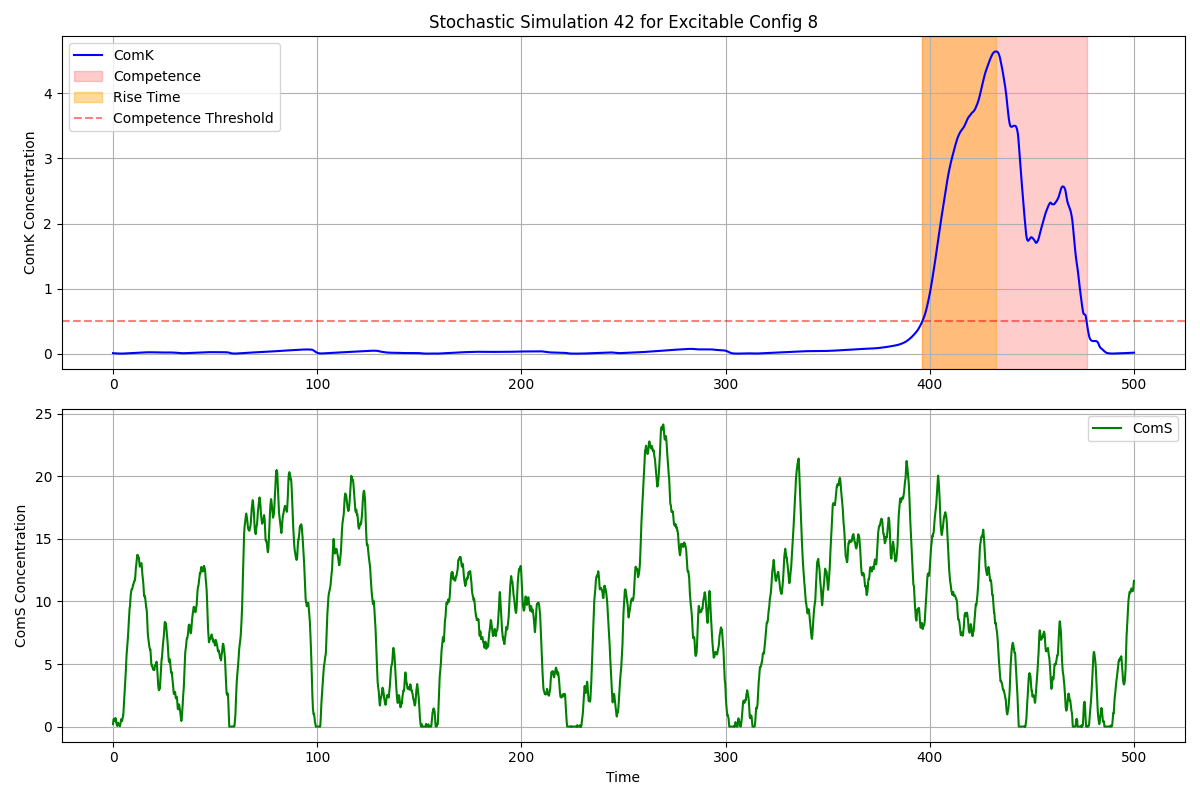 Stochastic Simulation 42 for Excitable Config 8
ComK
Competence
Rise Time
Competence Threshold
ComK Concentration
4
3
2
1
0
0 100 200 300 400 500
ComS
ComS Concentration
25
20
15
10
5
0
0 100 200 300 400 500
Time